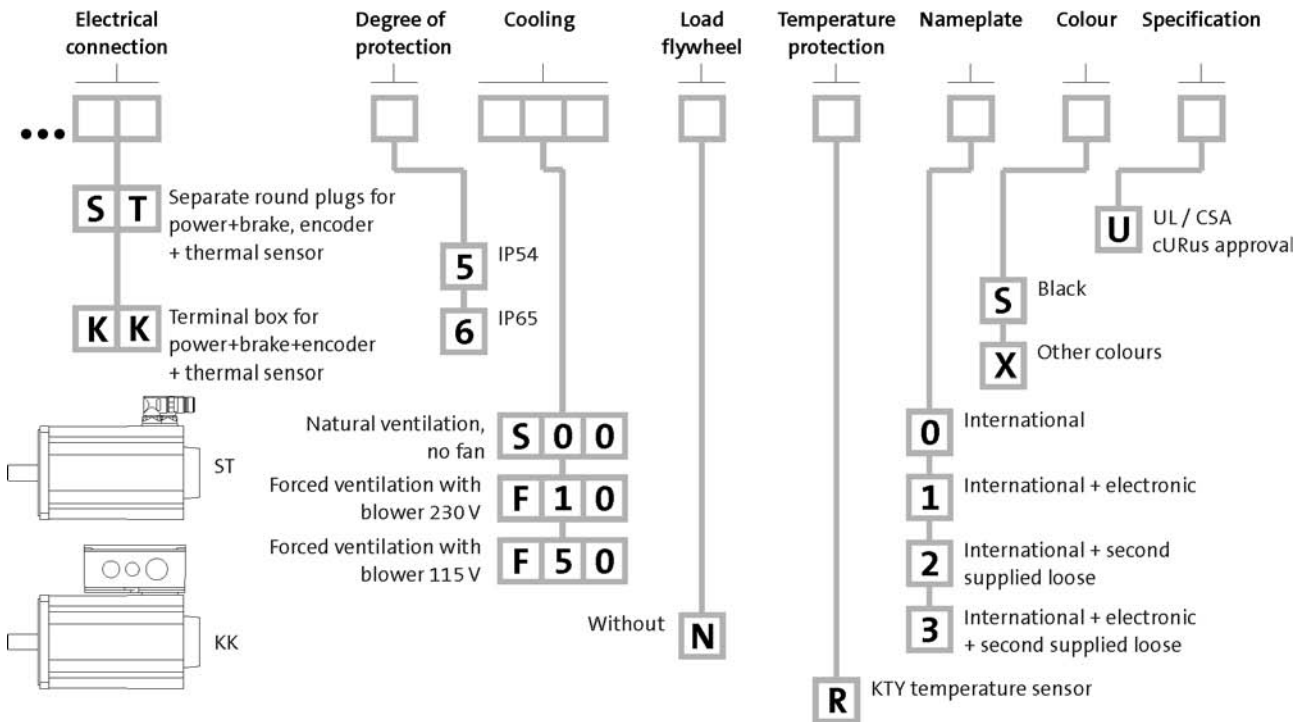 Electrical
connection
Degree of
protection
Cooling
Load
flywheel
Temperature
protection
Nameplate
Colour
Specification
•••
S T
Separate round plugs for
power+brake, encoder
+ thermal sensor
K K
Terminal box for
power+brake+encoder
+ thermal sensor
ST
KK
5
IP54
6
IP65
Natural ventilation,
no fan
S 0 0
Forced ventilation with
blower 230 V
F 1 0
Forced ventilation with
blower 115 V
F 5 0
Without
N
R
KTY temperature sensor
0
International
1
International + electronic
2
International + second
supplied loose
3
International + electronic
+ second supplied loose
S
Black
X
Other colours
U
UL / CSA
cURus approval